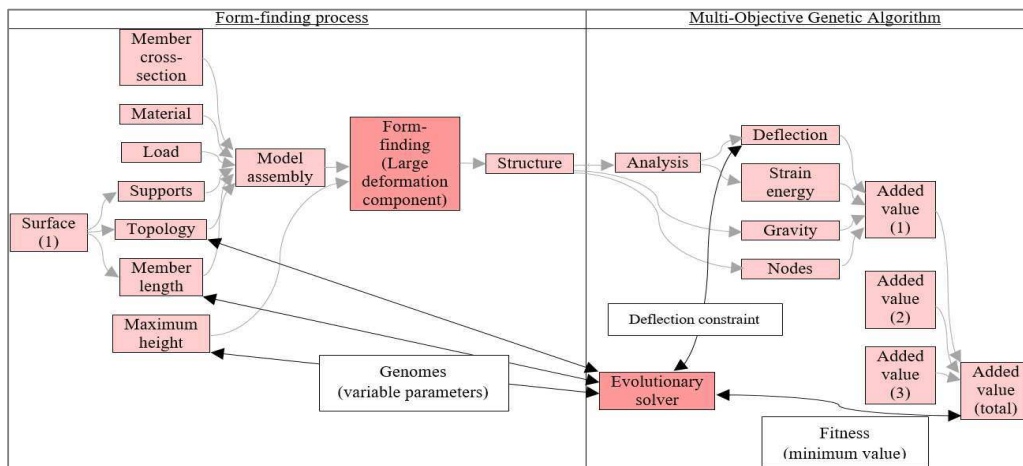 Form-finding process
Multi-Objective Genetic Algorithm
Member
cross-
section
Material
Load
Supports
Surface
(1)
Topology
Member
length
Maximum
height
Model
assembly
Form-
finding
(Large
deformation
component)
Structure
Genomes
(variable parameters)
Analysis
Deflection
Strain
energy
Gravity
Nodes
Added
value
(1)
Deflection constraint
Added
value
(2)
Added
value
(3)
Evolutionary
solver
Added
value
(total)
Fitness
(minimum value)